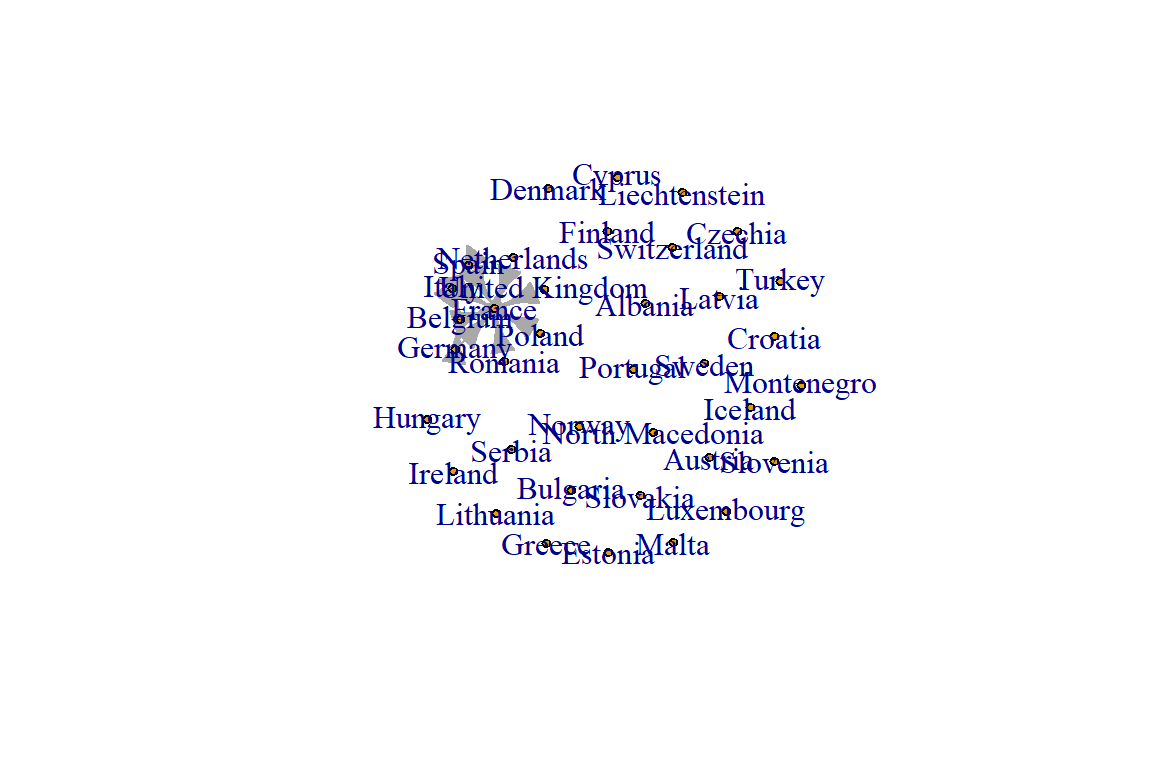 Cyprus
Denmark
Liechtenstein
Finland
Czechia
Switzerland
Netherlands
Spain
Turkey
Italy
United Kingdom
Latvia
Albania
France
Belgium
Poland
Croatia
Germany
Romania
Portugal
Sweden
Montenegro
Iceland
Hungary
Norway
North Macedonia
Serbia
Austria
Slovenia
Ireland
Bulgaria
Slovakia
Luxembourg
Lithuania
Greece
Malta
Estonia